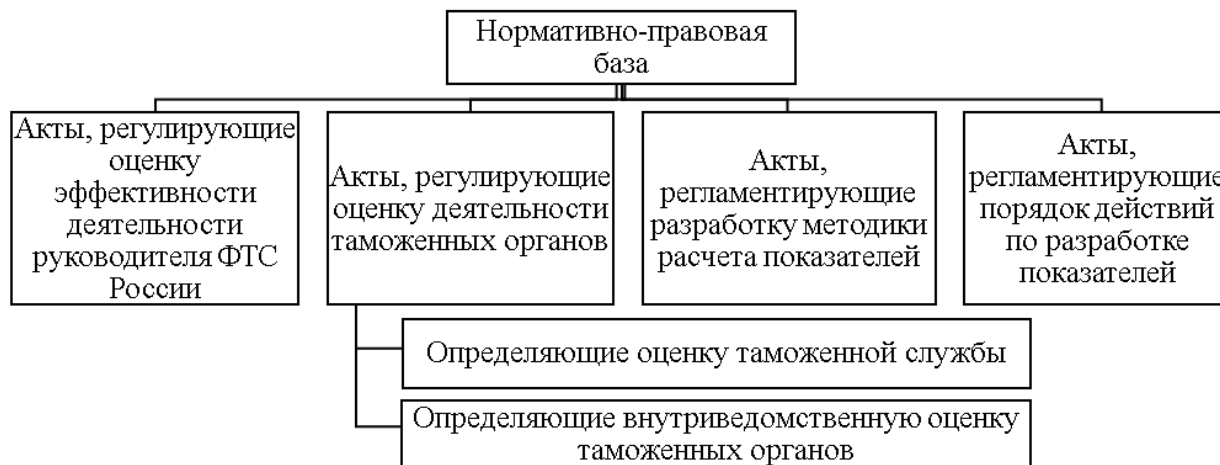 Нормативно-правовая
база
Акты, регулирующие
оценку
эффективности
деятельности
руководителя ФТС
России
Акты, регулирующие
оценку деятельности
таможенных органов
Акты,
регламентирующие
разработку методики
расчета показателей
Акты,
регламентирующие
порядок действий
по разработке
показателей
Определяющие оценку таможенной службы
Определяющие внутриведомственную оценку
таможенных органов